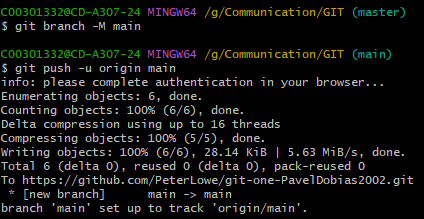 C00301332@CD-A307-24 MINGW64 /g/Communication/GIT (master)
$ git branch -M main
C00301332@CD-A307-24 MINGW64 /g/Communication/GIT (main)
$ git push -u origin main
info: please complete authentication in your browser...
Enumerating objects: 6, done.
Counting objects: 100% (6/6), done.
Delta compression using up to 16 threads
Compressing objects: 100% (5/5), done.
Writing objects: 100% (6/6), 28.14 KiB | 5.63 MiB/s, done.
Total 6 (delta 0), reused 0 (delta 0), pack-reused 0
To https://github.com/PeterLowe/git-one-PavelDobias2002.git
 * [new branch]      main -> main
branch 'main' set up to track 'origin/main'.